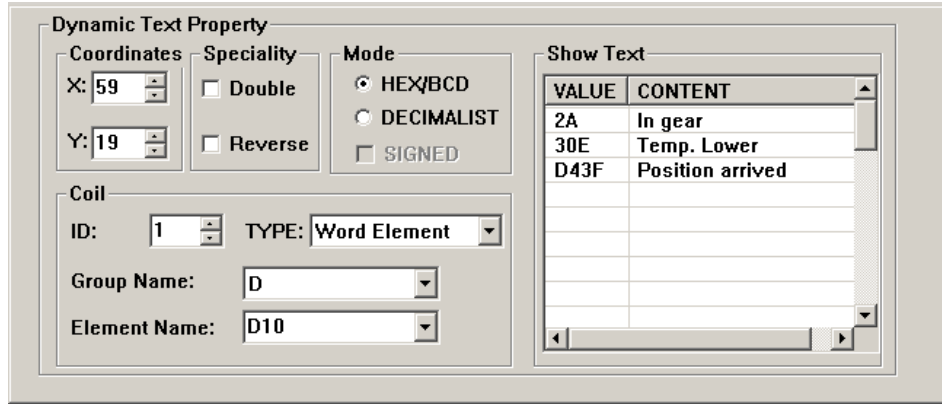 Dynamic Text Property
Coordinates
X: 59
Y: 19
Speciality
Double
Reverse
Mode
HEX/BCD
DECIMALIST
SIGNED
Coil
ID: 1 TYPE: Word Element
Group Name: D
Element Name: D10
Show Text
VALUE CONTENT
2A In gear
30E Temp. Lower
D43F Position arrived